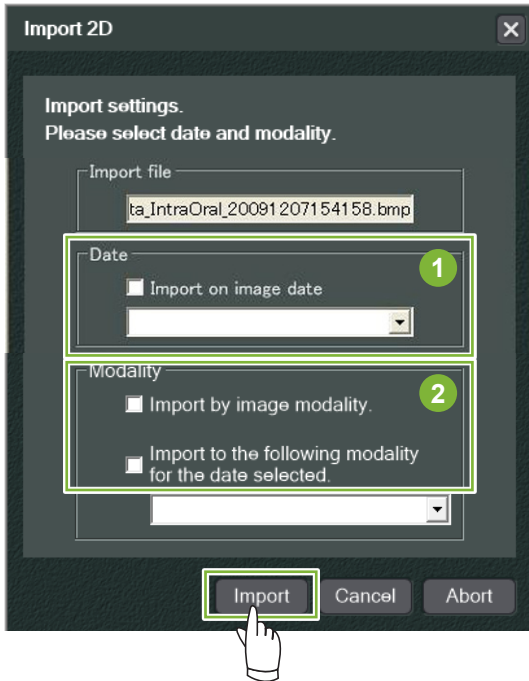 Import 2D
Import settings.
Please select date and modality.
Import file
ta_IntraOral_20091207154158.bmp
Date
1
Import on image date
Modality
2
Import by image modality.
Import to the following modality
for the date selected.
Import Cancel Abort